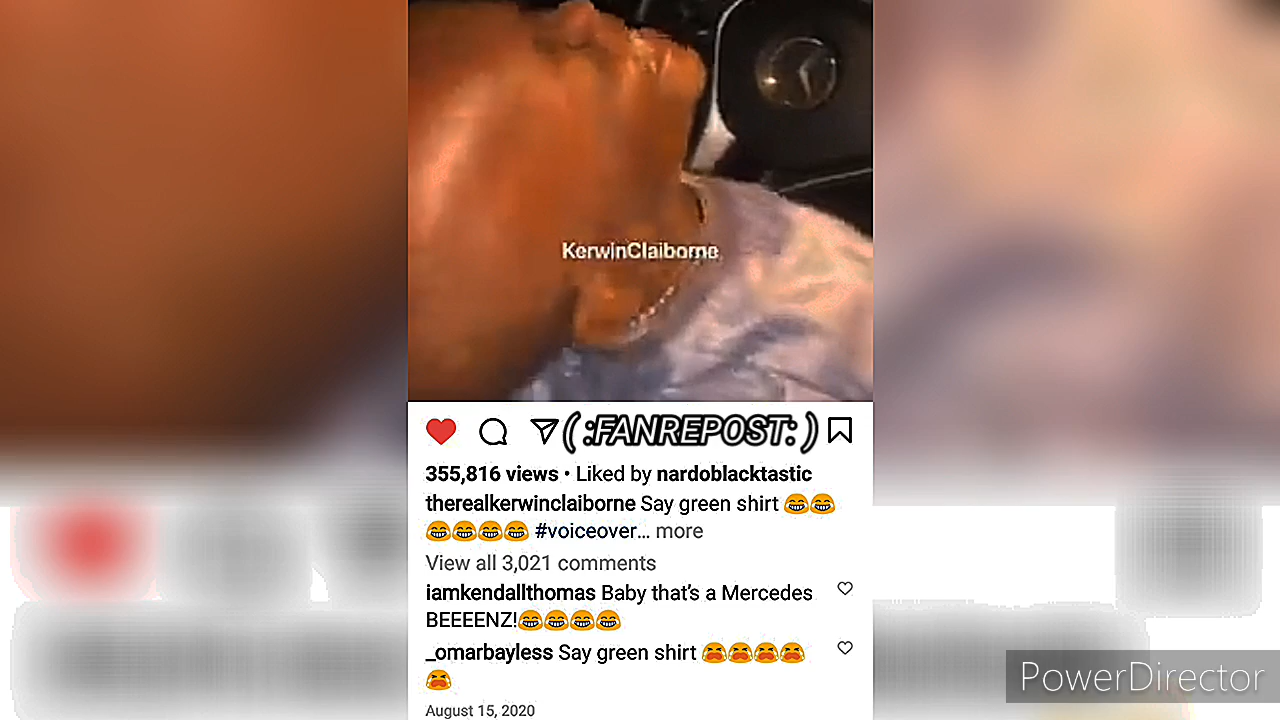 KerwinClaiborne
( :FANREPOST: )
355,816 views • Liked by nardoblacktastic
therealkerwinclaiborne Say green shirt 😂😂
😂😂😂😂 #voiceover... more
View all 3,021 comments
iamkendallthomas Baby that's a Mercedes
BEEEENZ!😂😂😂😂
_omarbayless Say green shirt 😭😭😭😭
😭
August 15, 2020
PowerDirector